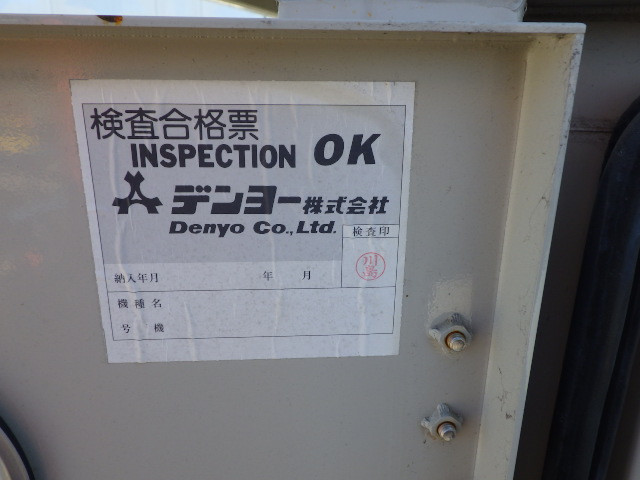 検査合格票
INSPECTION OK
デンヨー株式会社
Denyo Co.,Ltd.
検査印
納入年月 年 月
機種名
号 機